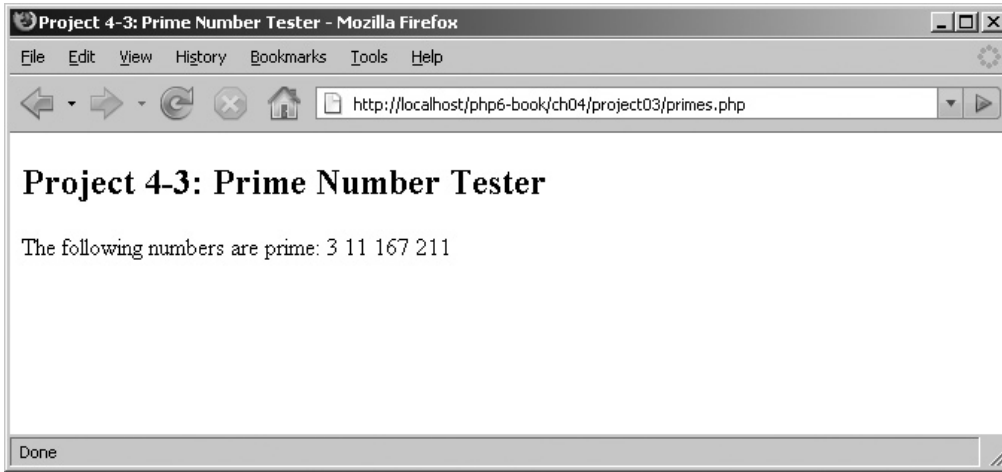 Project 4-3: Prime Number Tester - Mozilla Firefox
File Edit View History Bookmarks Tools Help
http://localhost/php6-book/ch04/project03/primes.php
Project 4-3: Prime Number Tester
The following numbers are prime: 3 11 167 211
Done